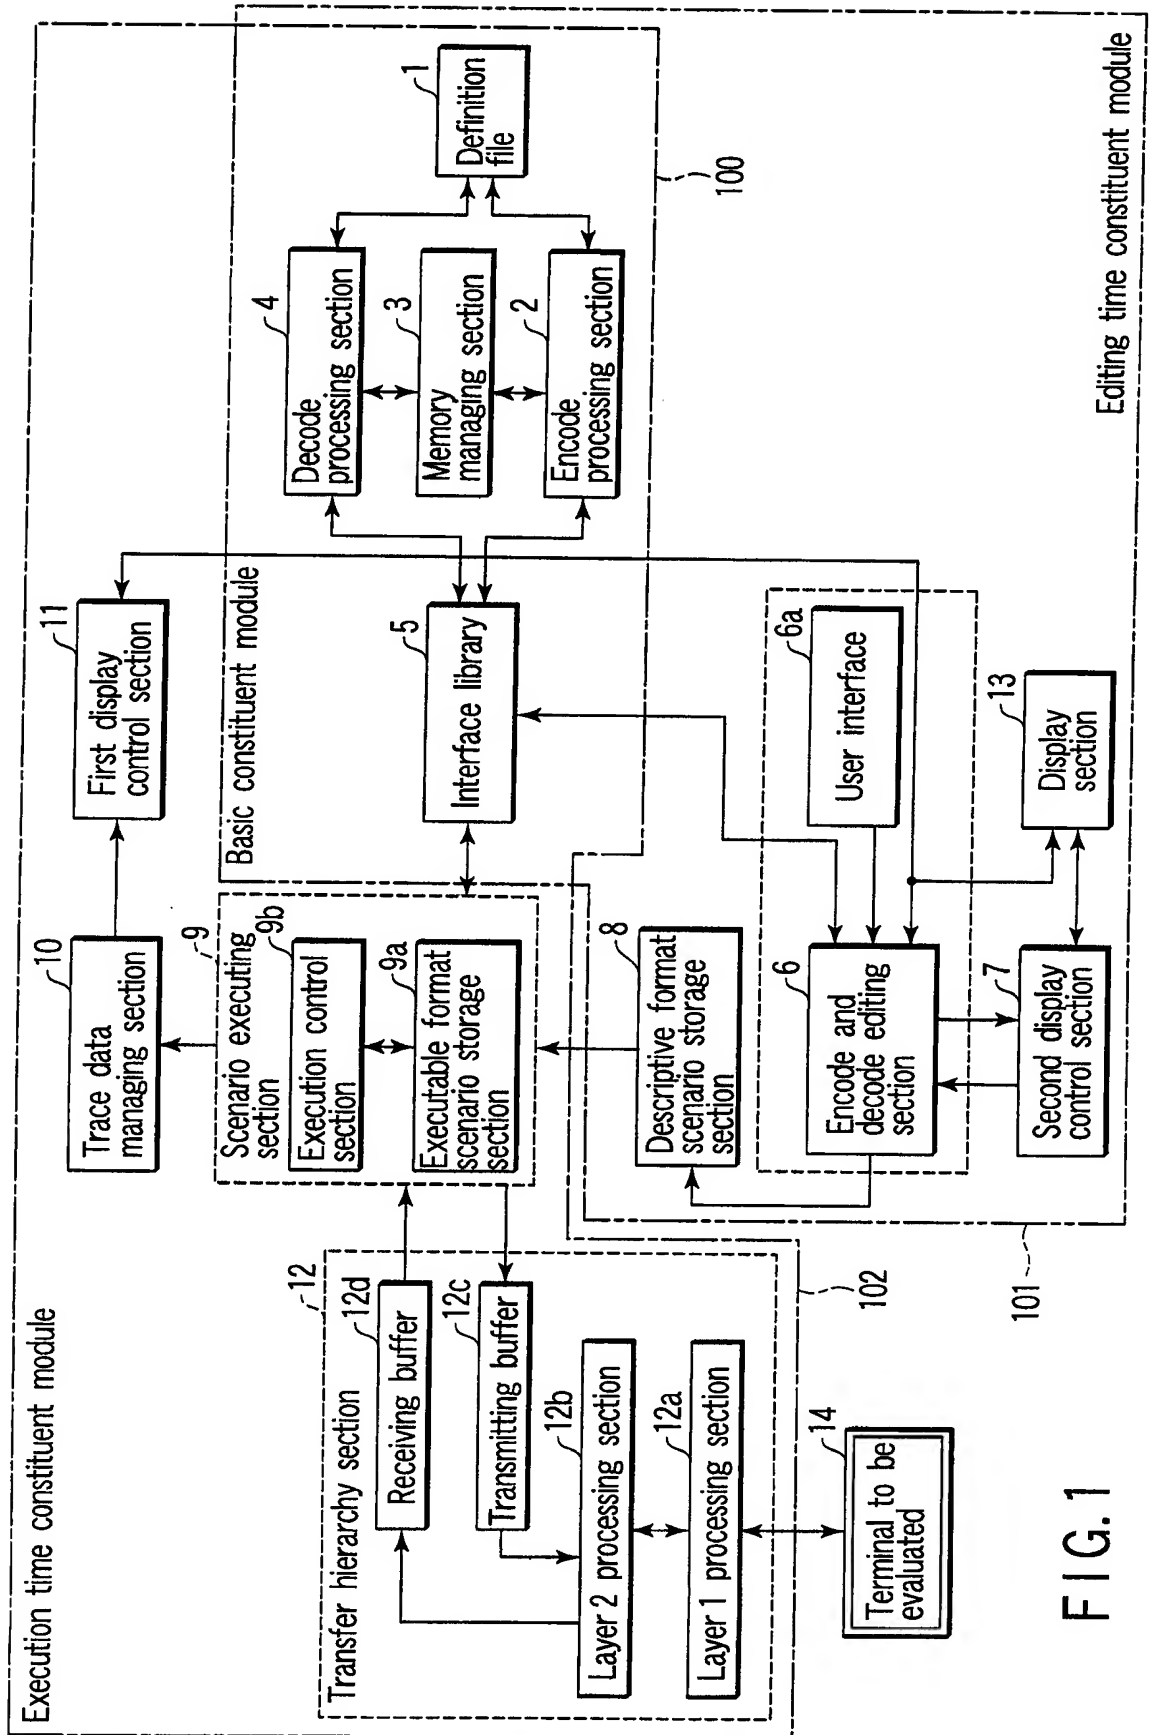 Execution time constituent module
Transfer hierarchy section
12
Receiving buffer
12d
Transmitting buffer
12c
Layer 2 processing section
12b
Layer 1 processing section
12a
Terminal to be
evaluated
14
102
101
Trace data
managing section
10
Scenario executing
section
9
Execution control
section
9b
Executable format
scenario storage
section
9a
Descriptive format
scenario storage
section
8
Encode and
decode editing
section
6
Second display
control section
7
First display
control section
11
Basic constituent module
Interface library
5
User interface
6a
Display
section
13
Decode
processing section
4
Memory
managing section
3
Encode
processing section
2
Definition
file
1
100
Editing time constituent module
FIG. 1